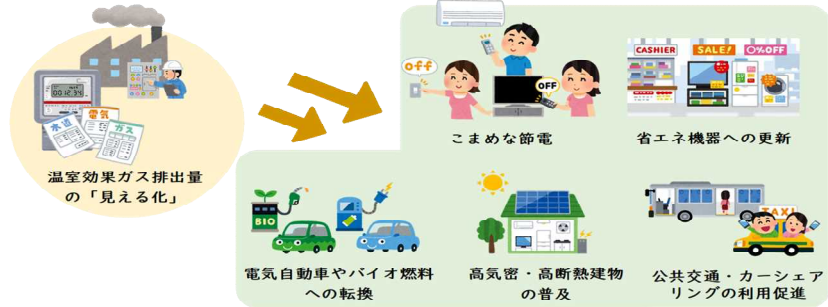 水道
電気
ガス
温室効果ガス排出量
の「見える化」
off
OFF
こまめな節電
CASHIER
SALE!
○%OFF
省エネ機器への更新
BIO
電気自動車やバイオ燃料
への転換
高気密・高断熱建物
の普及
TAXI
公共交通・カーシェア
リングの利用促進